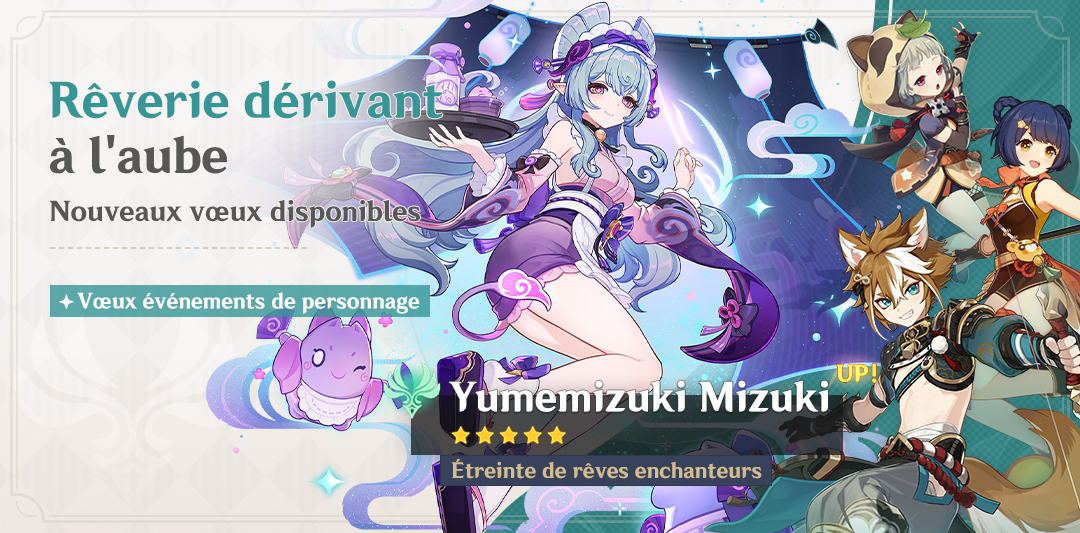 Rêverie dérivant
à l'aube
Nouveaux vœux disponibles
Vœux événements de personnage
UP!
Yumemizuki Mizuki
Étreinte de rêves enchanteurs